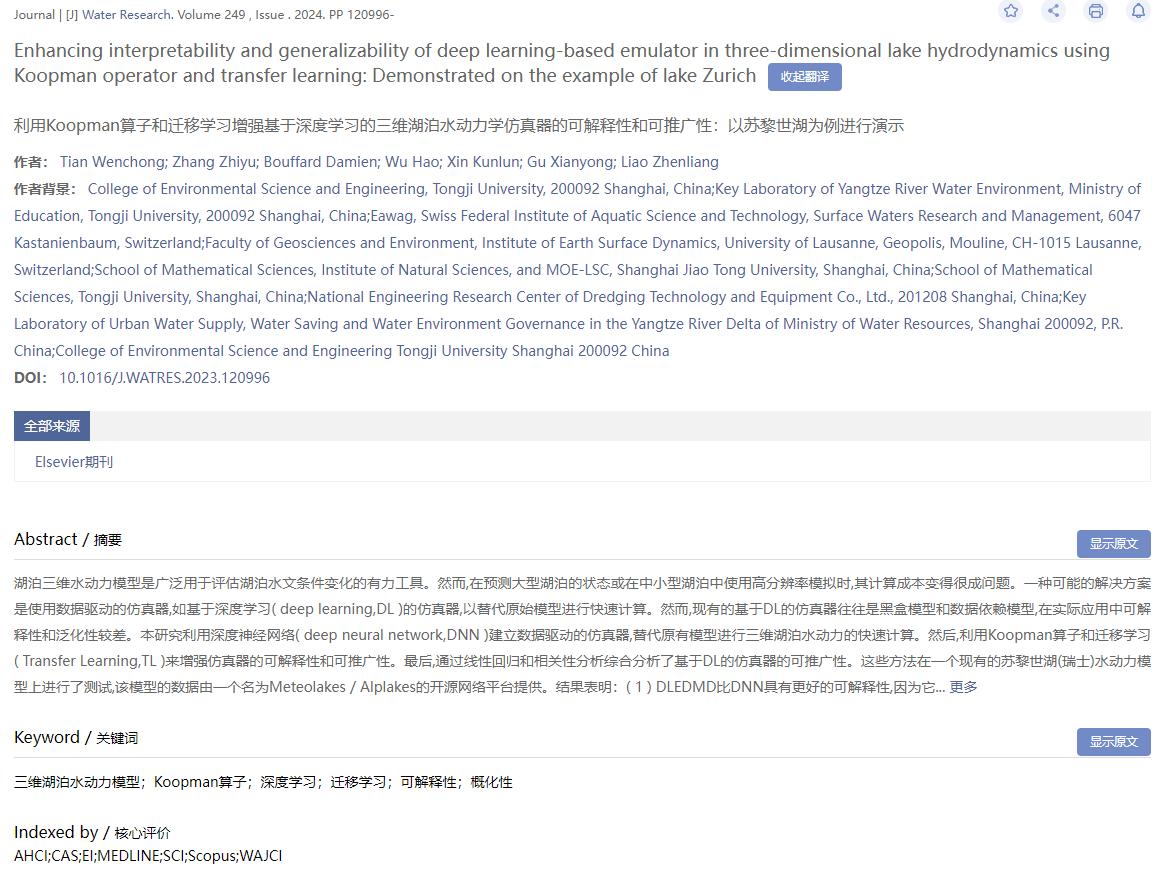 Journal | [J] Water Research. Volume 249 , Issue . 2024. PP 120996-
Enhancing interpretability and generalizability of deep learning-based emulator in three-dimensional lake hydrodynamics using
Koopman operator and transfer learning: Demonstrated on the example of lake Zurich 收起翻译
利用Koopman算子和迁移学习增强基于深度学习的三维湖泊水动力学仿真器的可解释性和可推广性：以苏黎世湖为例进行演示
作者： Tian Wenchong; Zhang Zhiyu; Bouffard Damien; Wu Hao; Xin Kunlun; Gu Xianyong; Liao Zhenliang
作者背景： College of Environmental Science and Engineering, Tongji University, 200092 Shanghai, China;Key Laboratory of Yangtze River Water Environment, Ministry of
Education, Tongji University, 200092 Shanghai, China;Eawag, Swiss Federal Institute of Aquatic Science and Technology, Surface Waters Research and Management, 6047
Kastanienbaum, Switzerland;Faculty of Geosciences and Environment, Institute of Earth Surface Dynamics, University of Lausanne, Geopolis, Mouline, CH-1015 Lausanne,
Switzerland;School of Mathematical Sciences, Institute of Natural Sciences, and MOE-LSC, Shanghai Jiao Tong University, Shanghai, China;School of Mathematical
Sciences, Tongji University, Shanghai, China;National Engineering Research Center of Dredging Technology and Equipment Co., Ltd., 201208 Shanghai, China;Key
Laboratory of Urban Water Supply, Water Saving and Water Environment Governance in the Yangtze River Delta of Ministry of Water Resources, Shanghai 200092, P.R.
China;College of Environmental Science and Engineering Tongji University Shanghai 200092 China
DOI： 10.1016/J.WATRES.2023.120996
全部来源
Elsevier期刊
Abstract / 摘要
显示原文
湖泊三维水动力模型是广泛用于评估湖泊水文条件变化的有力工具。然而,在预测大型湖泊的状态或在中小型湖泊中使用高分辨率模拟时,其计算成本变得很成问题。一种可能的解决方案
是使用数据驱动的仿真器,如基于深度学习( deep learning,DL )的仿真器,以替代原始模型进行快速计算。然而,现有的基于DL的仿真器往往是黑盒模型和数据依赖模型,在实际应用中可解
释性和泛化性较差。本研究利用深度神经网络( deep neural network,DNN )建立数据驱动的仿真器,替代原有模型进行三维湖泊水动力的快速计算。然后,利用Koopman算子和迁移学习
( Transfer Learning,TL )来增强仿真器的可解释性和可推广性。最后,通过线性回归和相关性分析综合分析了基于DL的仿真器的可推广性。这些方法在一个现有的苏黎世湖(瑞士)水动力模
型上进行了测试,该模型的数据由一个名为Meteolakes / Alplakes的开源网络平台提供。结果表明：( 1 ) DLEDMD比DNN具有更好的可解释性,因为它... 更多
Keyword / 关键词
显示原文
三维湖泊水动力模型；Koopman算子；深度学习；迁移学习；可解释性；概化性
Indexed by / 核心评价
AHCI;CAS;EI;MEDLINE;SCI;Scopus;WAJCI